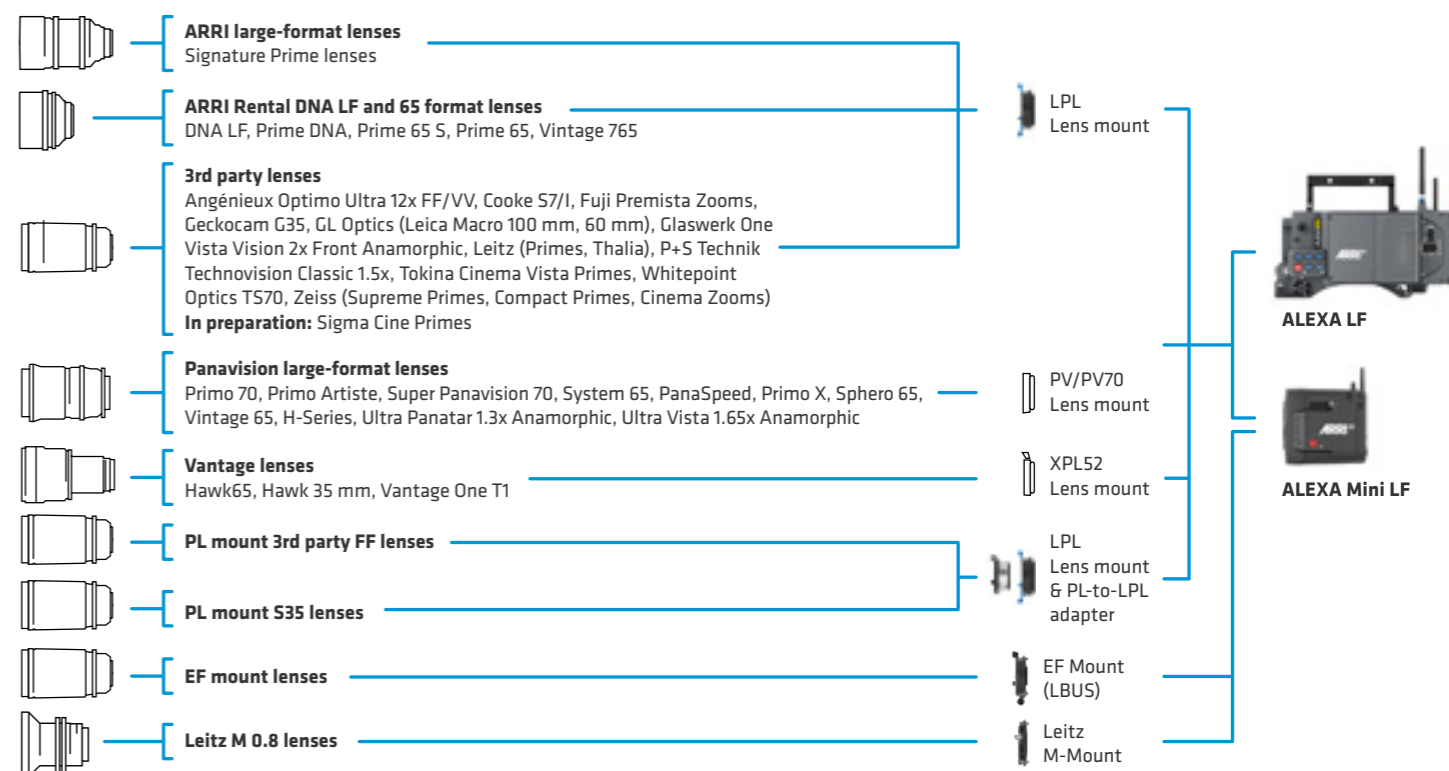 ARRI large-format lenses
Signature Prime lenses
ARRI Rental DNA LF and 65 format lenses
DNA LF, Prime DNA, Prime 65 S, Prime 65, Vintage 765
3rd party lenses
Angénieux Optimo Ultra 12x FF/VV, Cooke S7/I, Fuji Premista Zooms,
Geckocam G35, GL Optics (Leica Macro 100 mm, 60 mm), Glaswerk One
Vista Vision 2x Front Anamorphic, Leitz (Primes, Thalia), P+S Technik
Technovision Classic 1.5x, Tokina Cinema Vista Primes, Whitepoint
Optics TS70, Zeiss (Supreme Primes, Compact Primes, Cinema Zooms)
In preparation: Sigma Cine Primes
Panavision large-format lenses
Primo 70, Primo Artiste, Super Panavision 70, System 65, PanaSpeed, Primo X, Sphero 65,
Vintage 65, H-Series, Ultra Panatar 1.3x Anamorphic, Ultra Vista 1.65x Anamorphic
Vantage lenses
Hawk65, Hawk 35 mm, Vantage One T1
PL mount 3rd party FF lenses
PL mount S35 lenses
EF mount lenses
Leitz M 0.8 lenses
LPL
Lens mount
PV/PV70
Lens mount
XPL52
Lens mount
LPL
Lens mount
& PL-to-LPL
adapter
EF Mount
(LBUS)
Leitz
M-Mount
ARRI
ALEXA LF
ARRI
ALEXA Mini LF